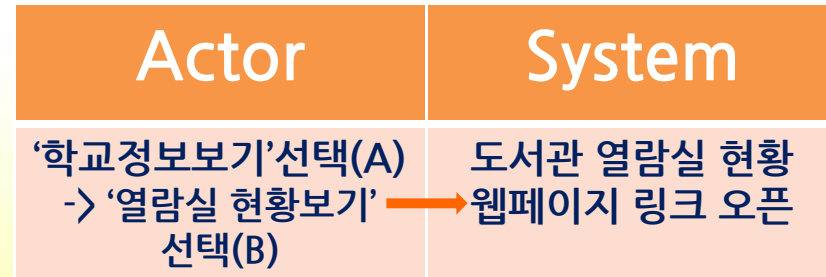 Actor
System
‘학교정보보기’선택(A)
-> ‘열람실 현황보기’
선택(B)
도서관 열람실 현황
웹페이지 링크 오픈